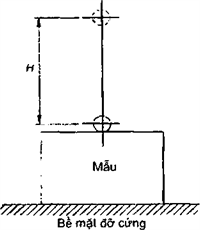 H
Mẫu
Bề mặt đỡ cứng